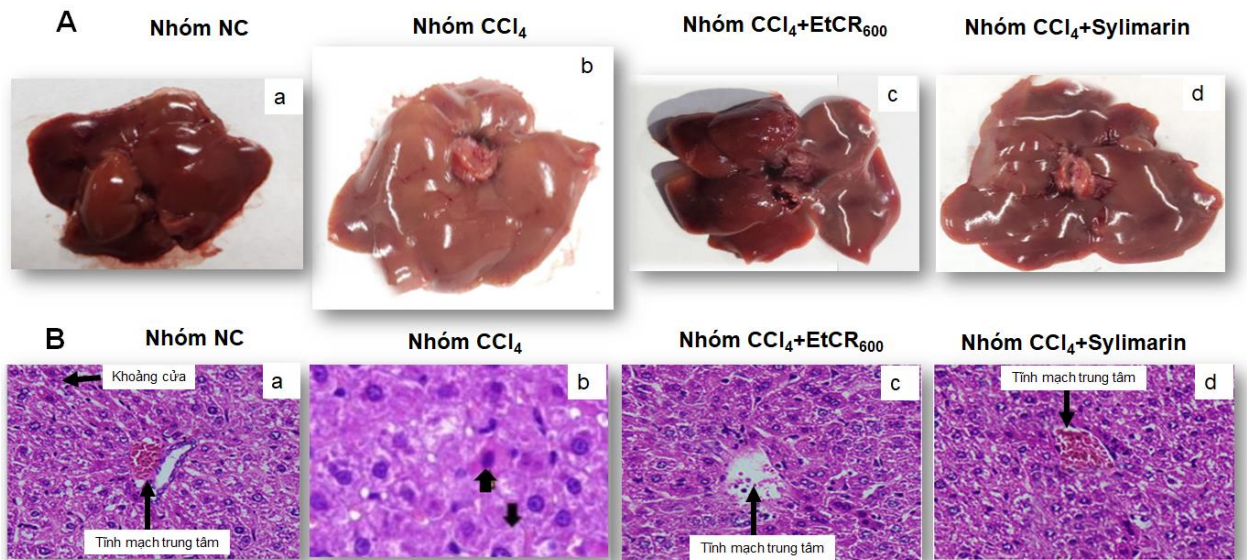 A
Nhóm NC
Nhóm CCl₄
Nhóm CCl₄+EtCR₆₀₀
Nhóm CCl₄+Sylimarin
a
b
c
d
B
Nhóm NC
Nhóm CCl₄
Nhóm CCl₄+EtCR₆₀₀
Nhóm CCl₄+Sylimarin
Khoảng cửa
a
b
c
Tĩnh mạch trung tâm
d
Tĩnh mạch trung tâm
Tĩnh mạch trung tâm